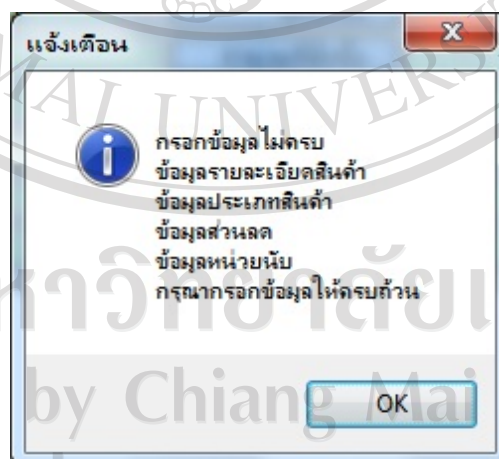 แจ้งเตือน
กรอกข้อมูลไม่ครบ
ข้อมูลรายละเอียดสินค้า
ข้อมูลประเภทสินค้า
ข้อมูลส่วนลด
ข้อมูลหน่วยนับ
กรุณากรอกข้อมูลให้ครบถ้วน
OK
by Chiang Mai